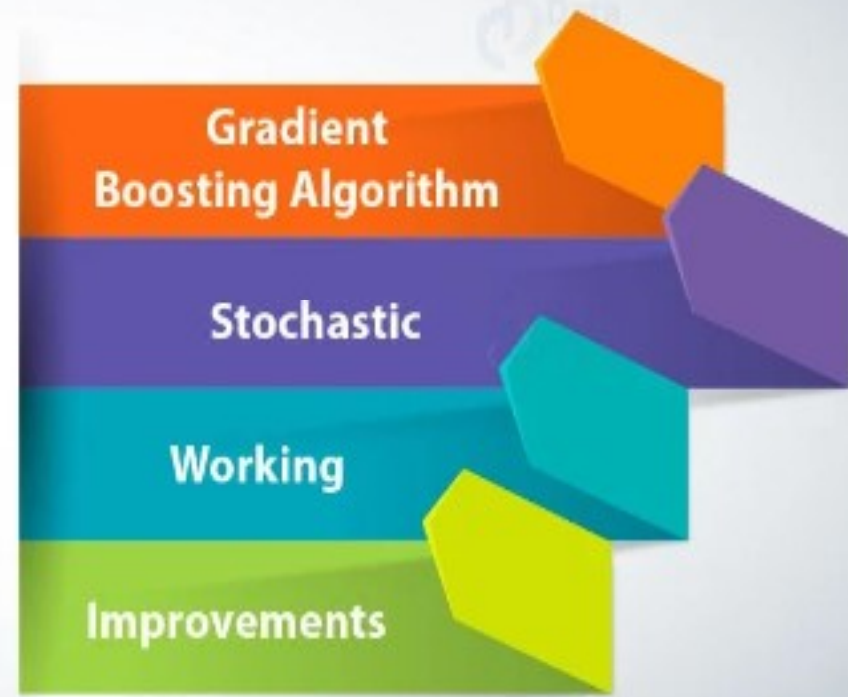 Gradient
Boosting Algorithm
Stochastic
Working
Improvements